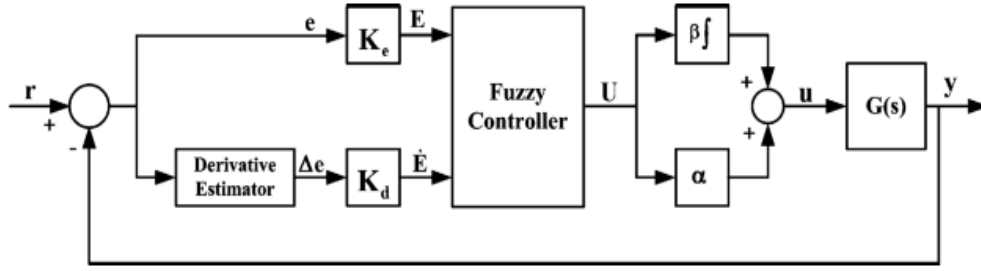 r
+
-
e
K_e
E
Derivative
Estimator
Δe
K_d
Ė
Fuzzy
Controller
U
β∫
α
+
+
u
G(s)
y